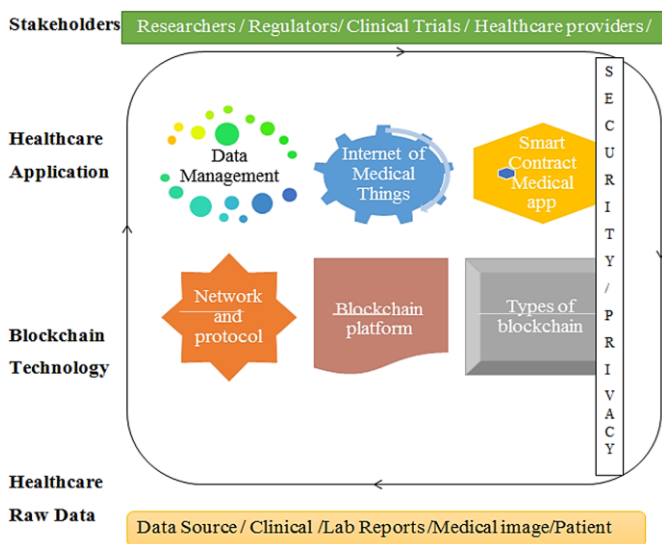 Stakeholders
Researchers / Regulators/ Clinical Trials / Healthcare providers/
Healthcare
Application
Data
Management
Internet of
Medical
Things
Smart
Contract
Medical
app
Blockchain
Technology
Network
and
protocol
Blockchain
platform
Types of
blockchain
SECURITY/PRIVACY
Healthcare
Raw Data
Data Source / Clinical /Lab Reports /Medical image/Patient